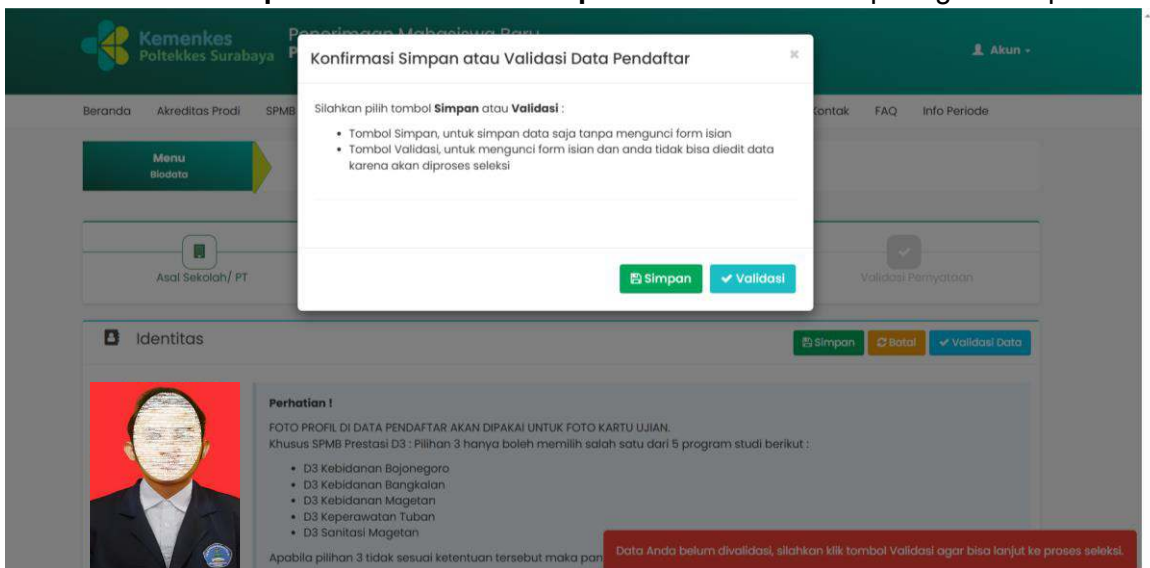 Kemenkes
Poltekkes Surabaya
Penerimaan Mahasiswa Baru
Akun
Konfirmasi Simpan atau Validasi Data Pendaftar
×
Beranda Akreditas Prodi SPMB Kontak FAQ Info Periode
Silahkan pilih tombol Simpan atau Validasi :
• Tombol Simpan, untuk simpan data saja tanpa mengunci form isian
• Tombol Validasi, untuk mengunci form isian dan anda tidak bisa diedit data
karena akan diproses seleksi
Menu
Biodata
Simpan Validasi
Asal Sekolah/ PT
Validasi Pernyataan
Identitas
Simpan Batal Validasi Data
Perhatian !
FOTO PROFIL DI DATA PENDAFTAR AKAN DIPAKAI UNTUK FOTO KARTU UJIAN.
Khusus SPMB Prestasi D3 : Pilihan 3 hanya boleh memilih salah satu dari 5 program studi berikut :
• D3 Kebidanan Bojonegoro
• D3 Kebidanan Bangkalan
• D3 Kebidanan Magetan
• D3 Keperawatan Tuban
• D3 Sanitasi Magetan
Apabila pilihan 3 tidak sesuai ketentuan tersebut maka pan
Data Anda belum divalidasi, silahkan klik tombol Validasi agar bisa lanjut ke proses seleksi.